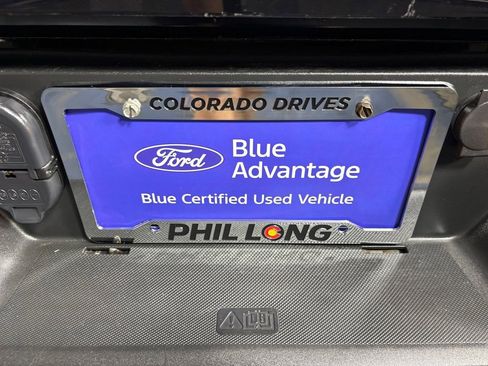 COLORADO DRIVES
Ford
Blue
Advantage
Blue Certified Used Vehicle
PHIL LONG